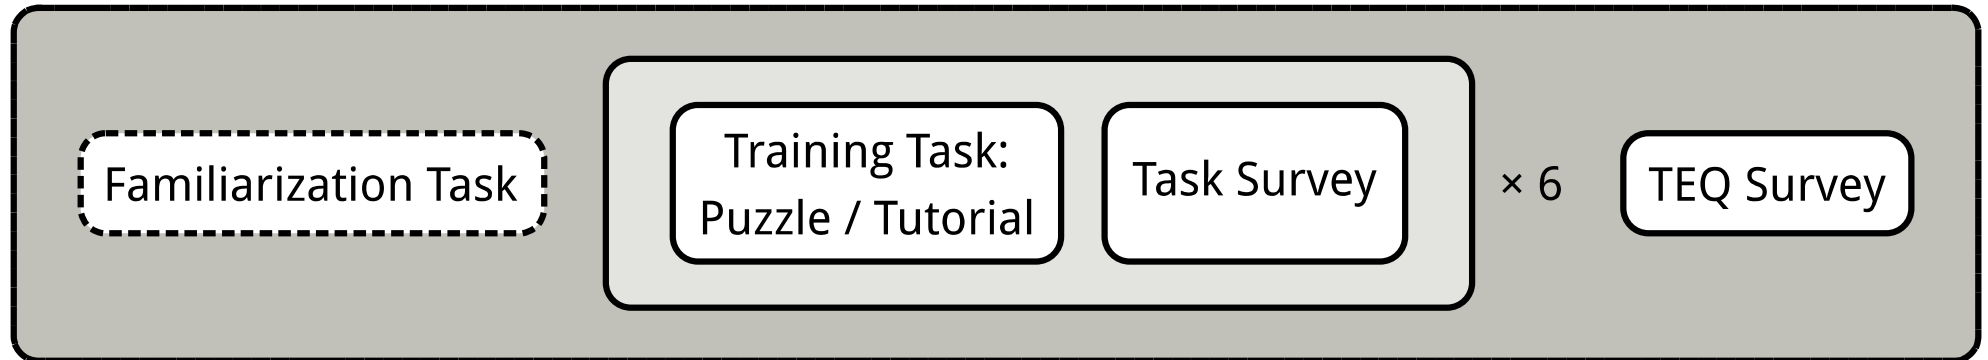 Familiarization Task
Training Task:
Puzzle / Tutorial
Task Survey
× 6
TEQ Survey